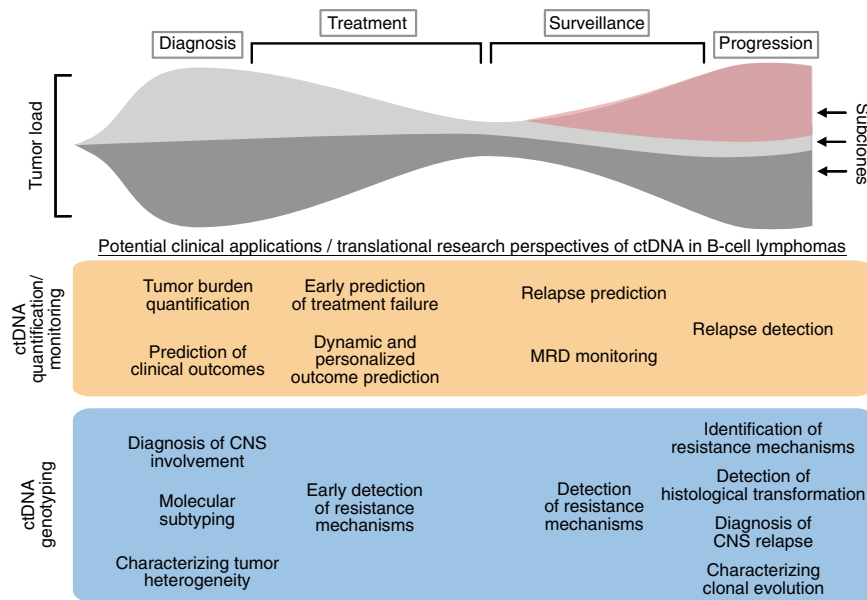 Diagnosis
Treatment
Surveillance
Progression
Tumor load
Subclones
Potential clinical applications / translational research perspectives of ctDNA in B-cell lymphomas
ctDNA
quantification/
monitoring
Tumor burden
quantification
Prediction of
clinical outcomes
Early prediction
of treatment failure
Dynamic and
personalized
outcome prediction
Relapse prediction
MRD monitoring
Relapse detection
ctDNA
genotyping
Diagnosis of CNS
involvement
Molecular
subtyping
Characterizing tumor
heterogeneity
Early detection
of resistance
mechanisms
Detection
of resistance
mechanisms
Identification of
resistance mechanisms
Detection of
histological transformation
Diagnosis of
CNS relapse
Characterizing
clonal evolution